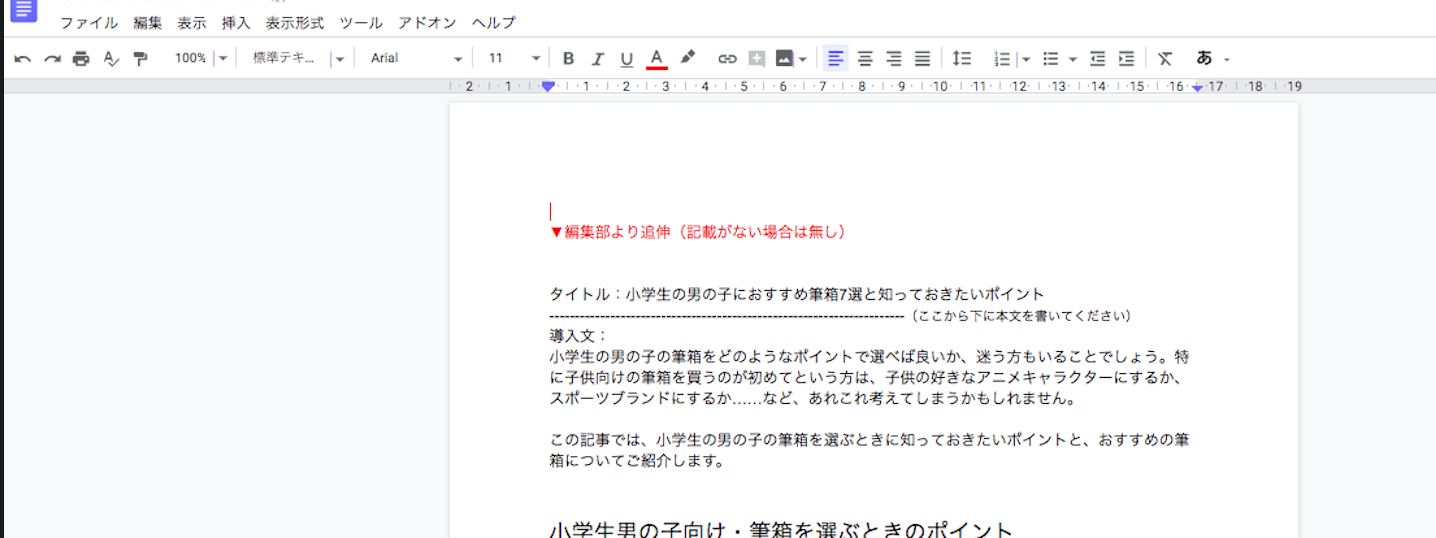 ファイル 編集 表示 挿入 表示形式 ツール アドオン ヘルプ
100% 標準テキ... Arial 11 B I U A あ
2 1 1 2 3 4 5 6 7 8 9 10 11 12 13 14 15 16 17 18 19
▼編集部より追伸（記載がない場合は無し）
タイトル：小学生の男の子におすすめ筆箱7選と知っておきたいポイント
----------------------------------------------------------------------（ここから下に本文を書いてください）
導入文：
小学生の男の子の筆箱をどのようなポイントで選べば良いか、迷う方もいることでしょう。特
に子供向けの筆箱を買うのが初めてという方は、子供の好きなアニメキャラクターにするか、
スポーツブランドにするか……など、あれこれ考えてしまうかもしれません。
この記事では、小学生の男の子の筆箱を選ぶときに知っておきたいポイントと、おすすめの筆
箱についてご紹介します。
小学生男の子向け・筆箱を選ぶときのポイント